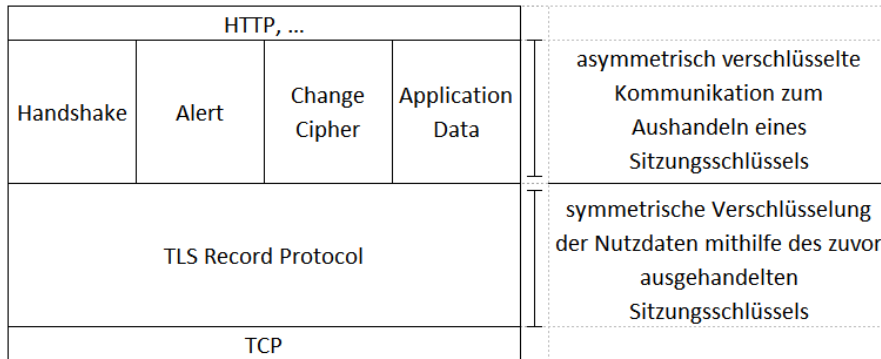 HTTP, ...
Handshake
Alert
Change
Cipher
Application
Data
asymmetrisch verschlüsselte
Kommunikation zum
Aushandeln eines
Sitzungsschlüssels
TLS Record Protocol
symmetrische Verschlüsselung
der Nutzdaten mithilfe des zuvor
ausgehandelten
Sitzungsschlüssels
TCP